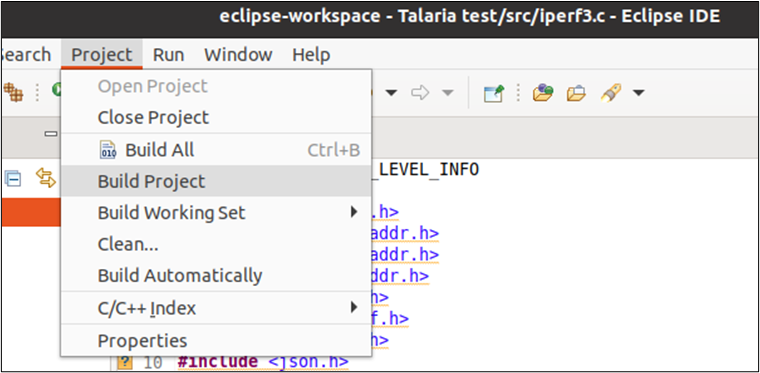 eclipse-workspace - Talaria test/src/iperf3.c - Eclipse IDE
Search Project Run Window Help
Open Project
Close Project
Build All Ctrl+B
Build Project _LEVEL_INFO
Build Working Set .h>
addr.h>
Clean... addr.h>
Build Automatically ddr.h>
C/C++ Index h>
f.h>
Properties h>
10 #include <json.h>